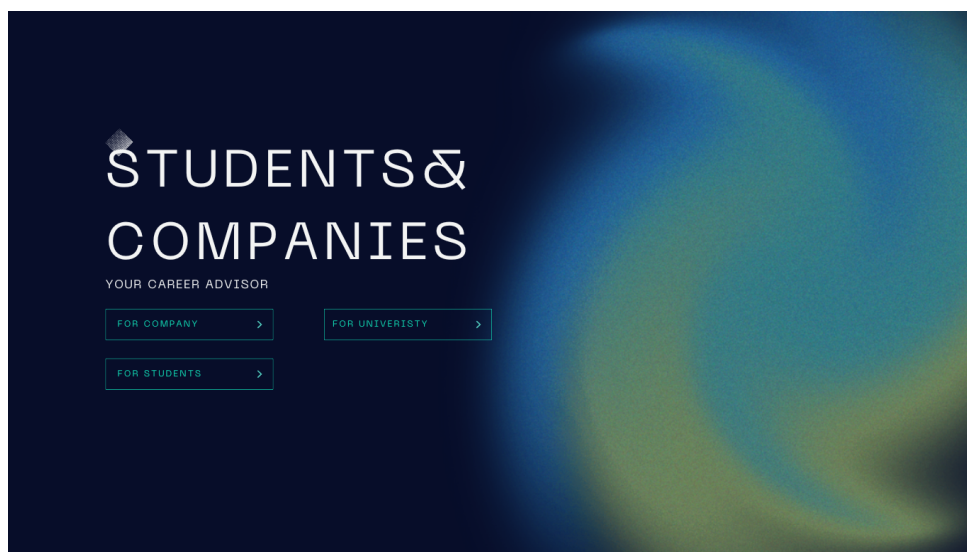 STUDENTS&
COMPANIES
YOUR CAREER ADVISOR
FOR COMPANY
FOR UNIVERISTY
FOR STUDENTS